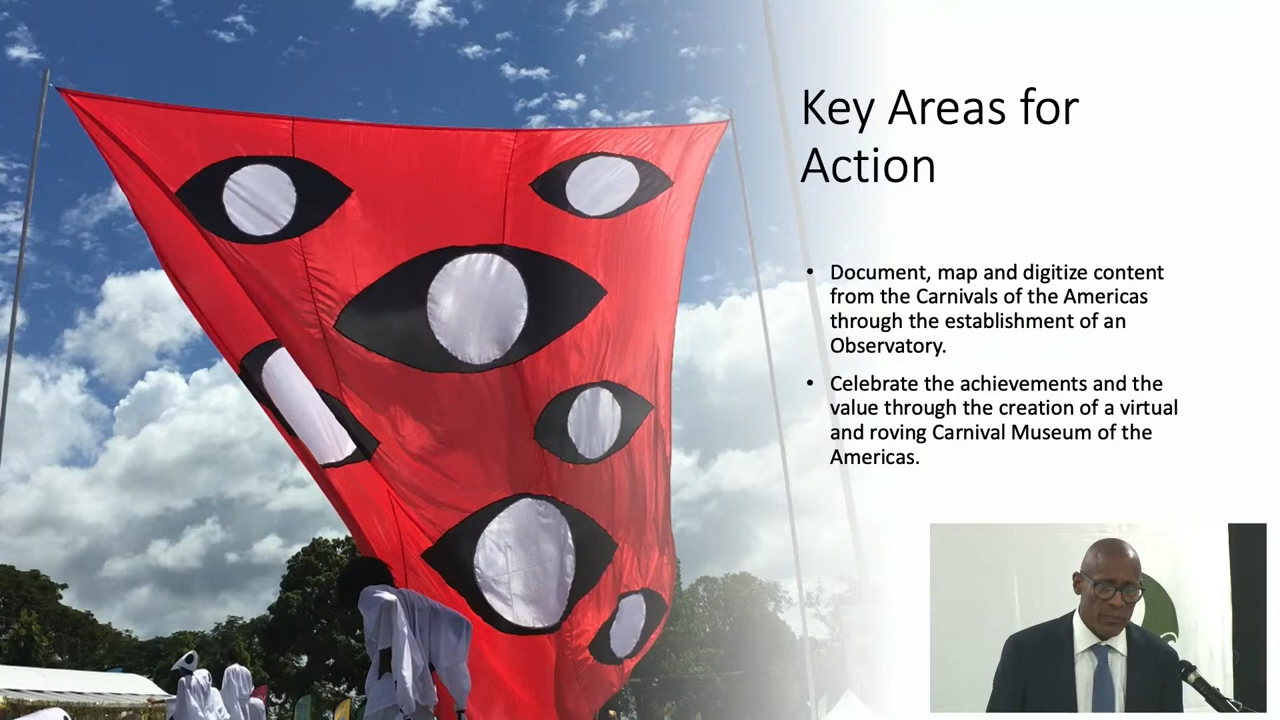 Key Areas for
Action
• Document, map and digitize content
from the Carnivals of the Americas
through the establishment of an
Observatory.
• Celebrate the achievements and the
value through the creation of a virtual
and roving Carnival Museum of the
Americas.